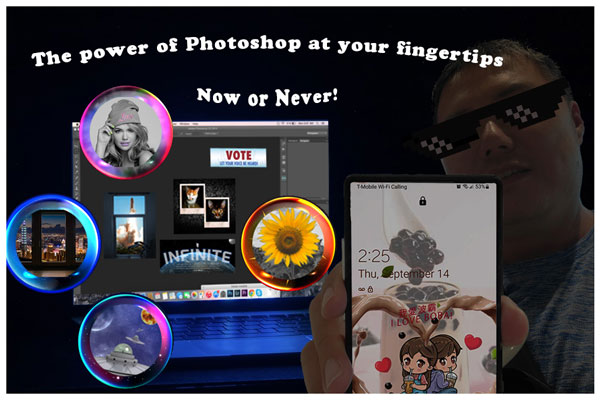 The power of Photoshop at your fingertips
Now or Never!
VOTE
LET YOUR VOICE BE HEARD!
INFINITE
T-Mobile Wi-Fi Calling
53%
2:25
Thu, September 14
I LOVE BOBA